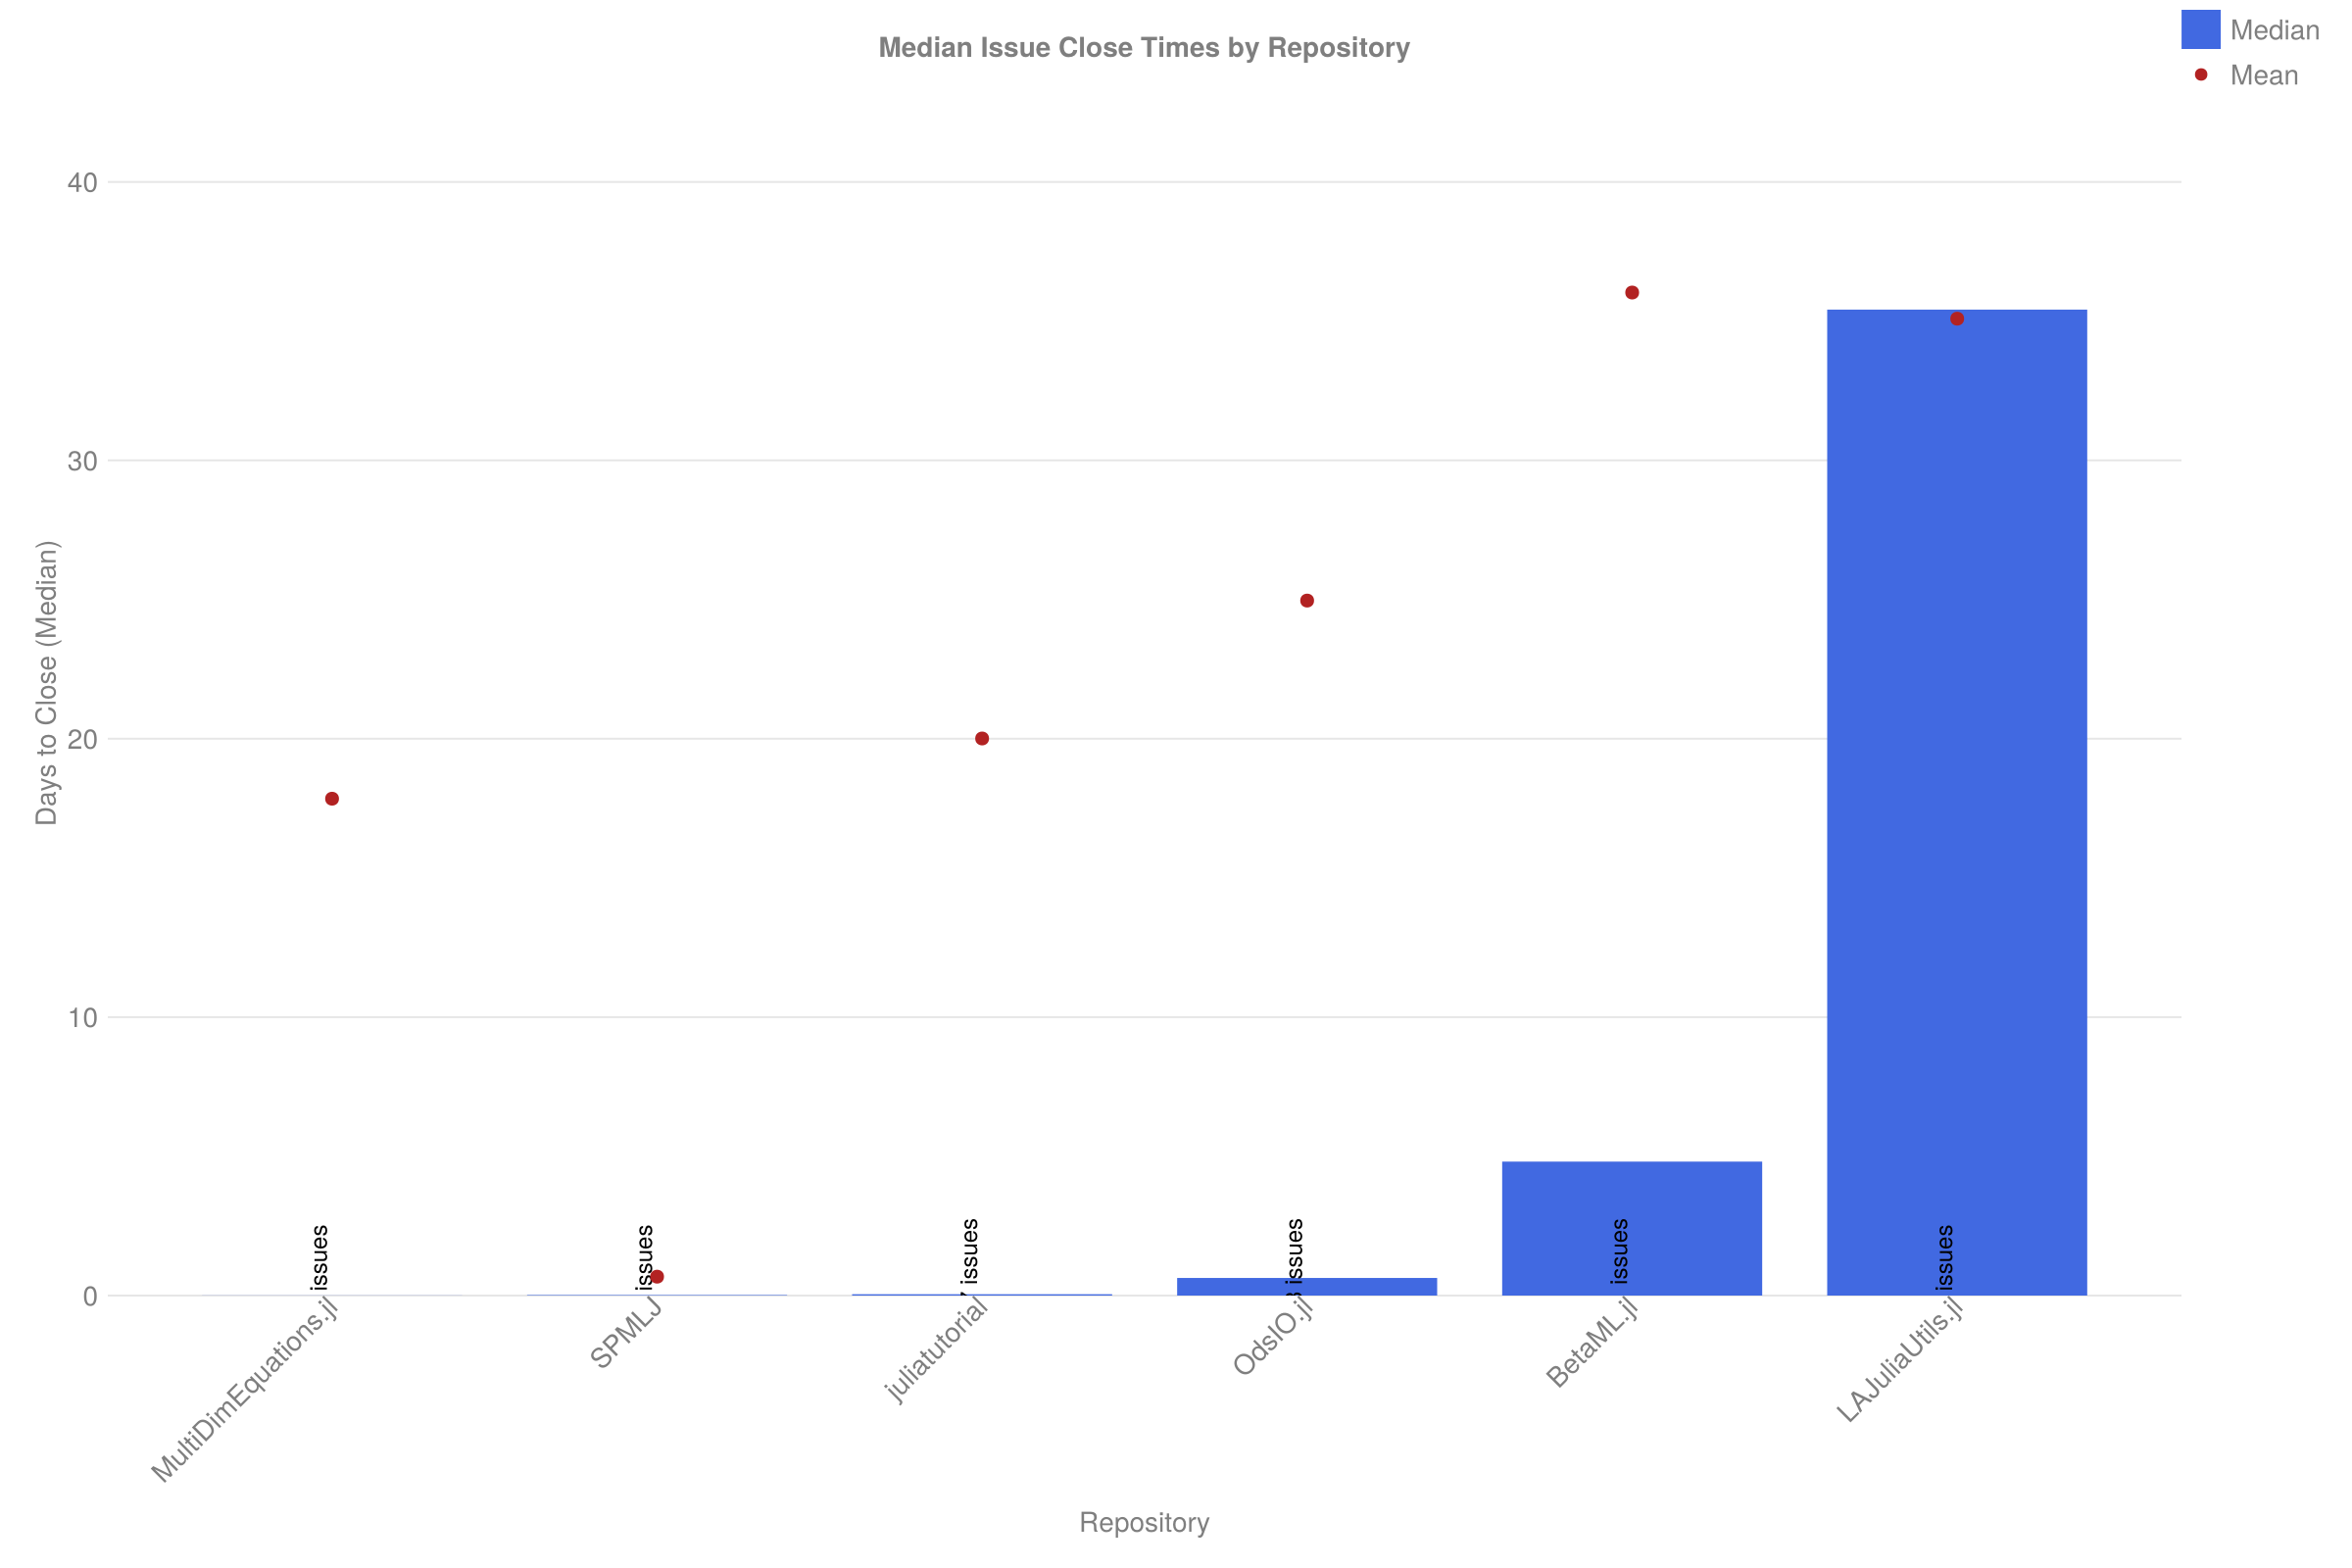 Median Issue Close Times by Repository
Median
Mean
Days to Close (Median)
40
30
20
10
0
issues
issues
issues
issues
issues
issues
MultiDimEquations.jl
SPMLJ
juliatutorial
OdsIO.jl
BetaML.jl
LAJuliaUtils.jl
Repository